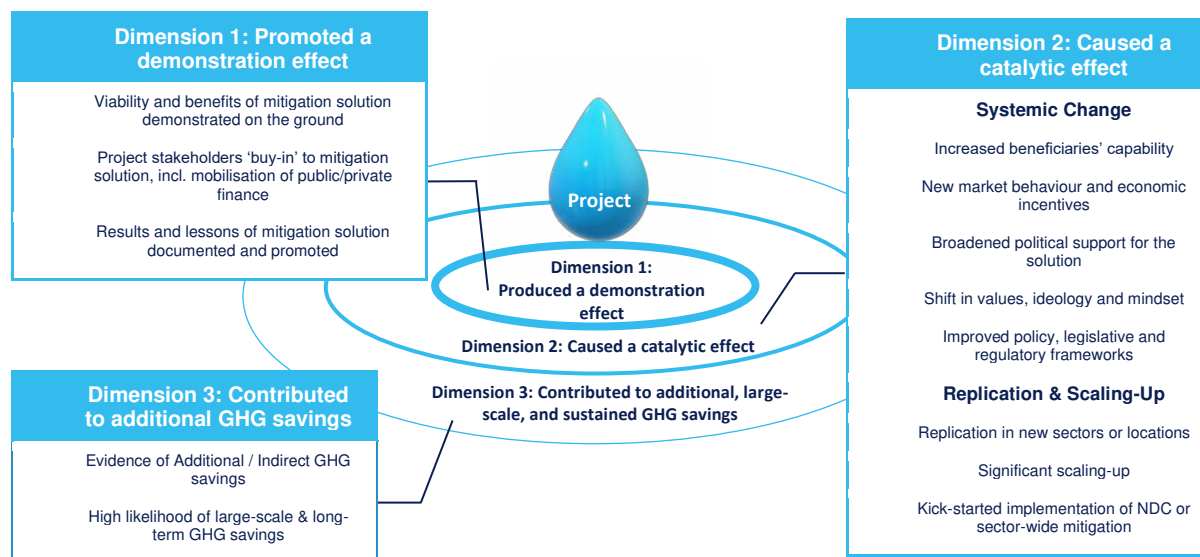 Dimension 1: Promoted a
demonstration effect
Viability and benefits of mitigation solution
demonstrated on the ground
Project stakeholders ‘buy-in’ to mitigation
solution, incl. mobilisation of public/private
finance
Results and lessons of mitigation solution
documented and promoted
Project
Dimension 1:
Produced a demonstration
effect
Dimension 2: Caused a catalytic effect
Dimension 3: Contributed to additional, large-
scale, and sustained GHG savings
Dimension 2: Caused a
catalytic effect
Systemic Change
Increased beneficiaries’ capability
New market behaviour and economic
incentives
Broadened political support for the
solution
Shift in values, ideology and mindset
Improved policy, legislative and
regulatory frameworks
Replication & Scaling-Up
Replication in new sectors or locations
Significant scaling-up
Kick-started implementation of NDC or
sector-wide mitigation
Dimension 3: Contributed
to additional GHG savings
Evidence of Additional / Indirect GHG
savings
High likelihood of large-scale & long-
term GHG savings